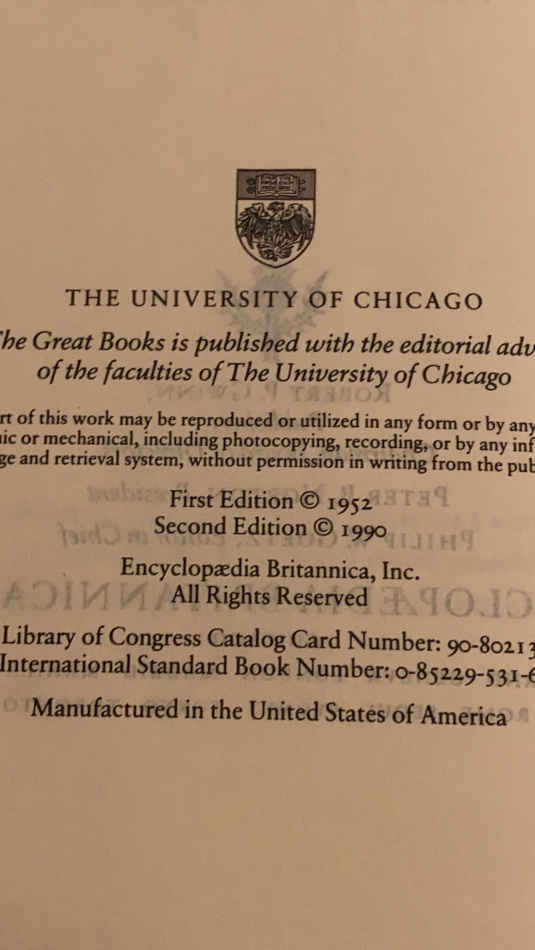 THE UNIVERSITY OF CHICAGO
he Great Books is published with the editorial adv
of the faculties of The University of Chicago
rt of this work may be reproduced or utilized in any form or by any
ic or mechanical, including photocopying, recording, or by any inf
ge and retrieval system, without permission in writing from the pub
First Edition © 1952
Second Edition © 1990
Encyclopædia Britannica, Inc.
All Rights Reserved
Library of Congress Catalog Card Number: 90-80213
International Standard Book Number: 0-85229-531-6
Manufactured in the United States of America